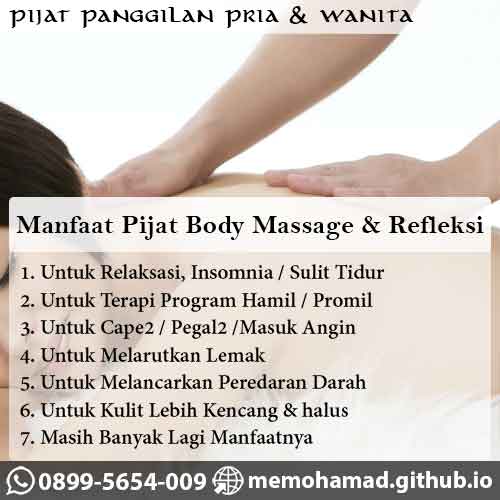 Pijat Panggilan Pria & Wanita
Manfaat Pijat Body Massage & Refleksi
1. Untuk Relaksasi, Insomnia / Sulit Tidur
2. Untuk Terapi Program Hamil / Promil
3. Untuk Cape2 / Pegal2 /Masuk Angin
4. Untuk Melarutkan Lemak
5. Untuk Melancarkan Peredaran Darah
6. Untuk Kulit Lebih Kencang & halus
7. Masih Banyak Lagi Manfaatnya
0899-5654-009 memohamad.github.io